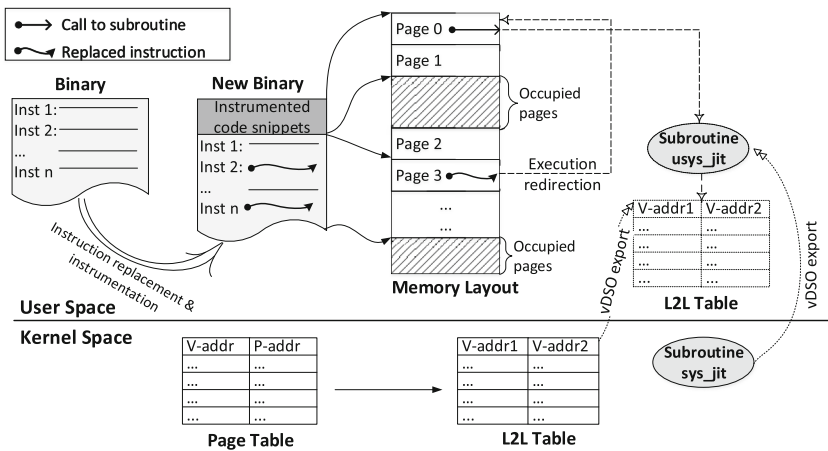 Call to subroutine
Replaced instruction
Binary
Inst 1:
Inst 2:
...
Inst n
New Binary
Instrumented
code snippets
Inst 1:
Inst 2:
...
Inst n
Instruction replacement &
instrumentation
Page 0
Page 1
Occupied
pages
Page 2
Page 3
...
...
Occupied
pages
Memory Layout
Execution
redirection
Subroutine
usys_jit
V-addr1 V-addr2
... ...
... ...
... ...
... ...
L2L Table
vDSO export
vDSO export
User Space
Kernel Space
V-addr P-addr
... ...
... ...
... ...
... ...
Page Table
V-addr1 V-addr2
... ...
... ...
... ...
... ...
L2L Table
Subroutine
sys_jit